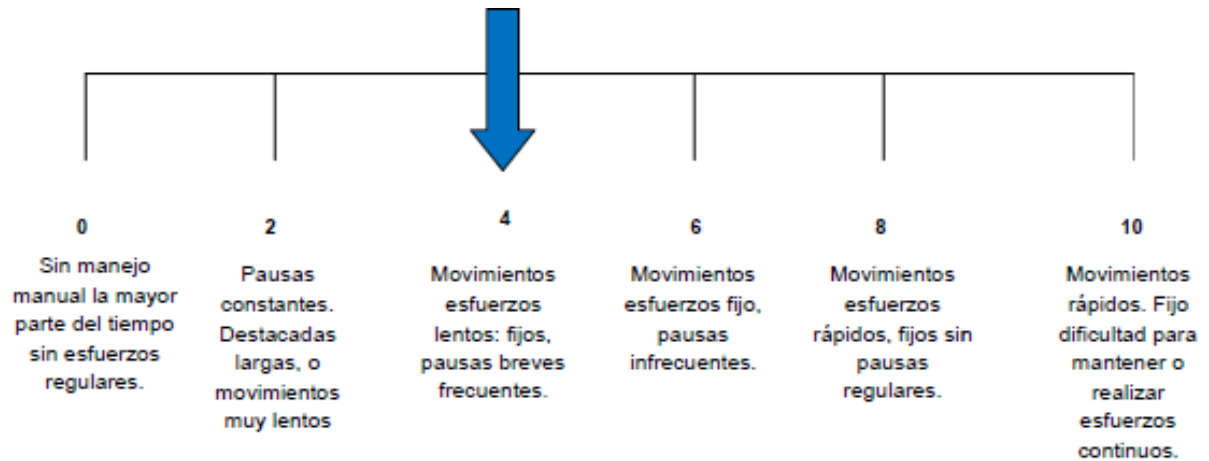 0
Sin manejo
manual la mayor
parte del tiempo
sin esfuerzos
regulares.
2
Pausas
constantes.
Destacadas
largas, o
movimientos
muy lentos
4
Movimientos
esfuerzos
lentos: fijos,
pausas breves
frecuentes.
6
Movimientos
esfuerzos fijo,
pausas
infrecuentes.
8
Movimientos
esfuerzos
rápidos, fijos sin
pausas
regulares.
10
Movimientos
rápidos. Fijo
dificultad para
mantener o
realizar
esfuerzos
continuos.